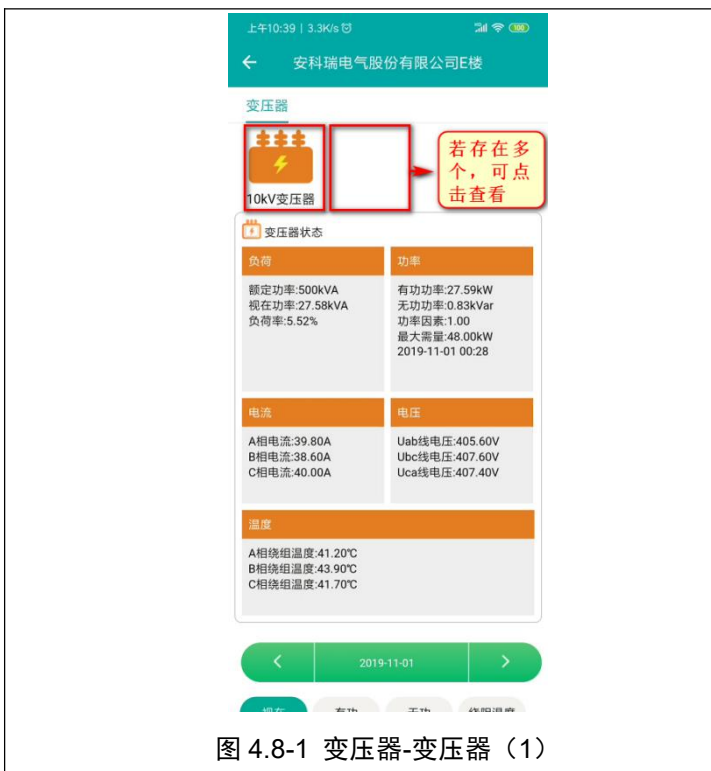 上午10:39 | 3.3K/s
100
安科瑞电气股份有限公司E楼
变压器
10kV变压器
若存在多
个，可点
击查看
变压器状态
负荷
额定功率:500kVA
视在功率:27.58kVA
负荷率:5.52%
功率
有功功率:27.59kW
无功功率:0.83kVar
功率因素:1.00
最大需量:48.00kW
2019-11-01 00:28
电流
A相电流:39.80A
B相电流:38.60A
C相电流:40.00A
电压
Uab线电压:405.60V
Ubc线电压:407.60V
Uca线电压:407.40V
温度
A相绕组温度:41.20℃
B相绕组温度:43.90℃
C相绕组温度:41.70℃
2019-11-01
图 4.8-1 变压器-变压器（1）